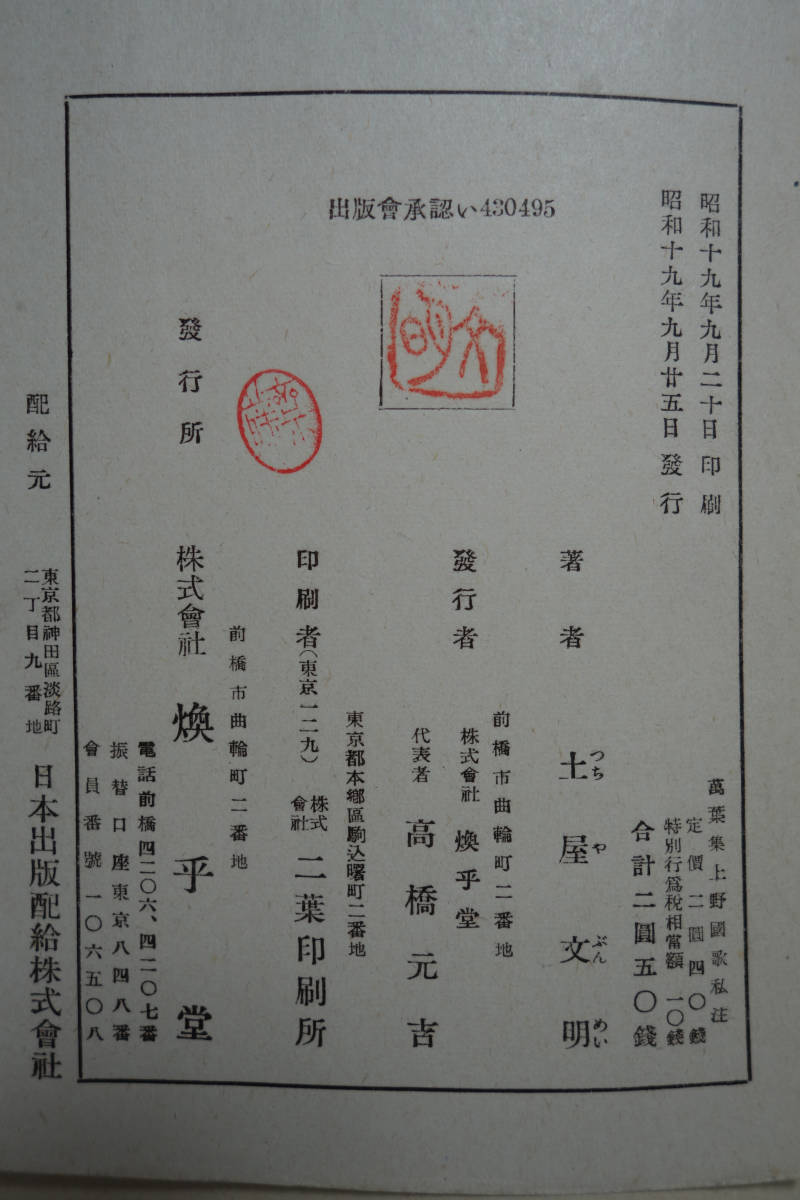 出版會承認い430495
昭和十九年九月二十日印刷
昭和十九年九月廿五日發行
萬葉集上野國歌私注
定價二圓四〇錢
特別行爲税相當額一〇錢
合計二圓五〇錢
著者 土屋文明
つちやぶんめい
前橋市曲輪町二番地
發行者 株式會社 煥乎堂
代表者 高橋元吉
東京都本鄕區駒込曙町二番地
印刷者(東京一二九) 株式會社 二葉印刷所
前橋市曲輪町二番地
發行所 株式會社 煥乎堂
電話前橋四二〇六、四二〇七番
振替口座東京八四八番
會員番號一〇六五〇八
配給元 東京都神田區淡路町
二丁目九番地 日本出版配給株式會社
文明